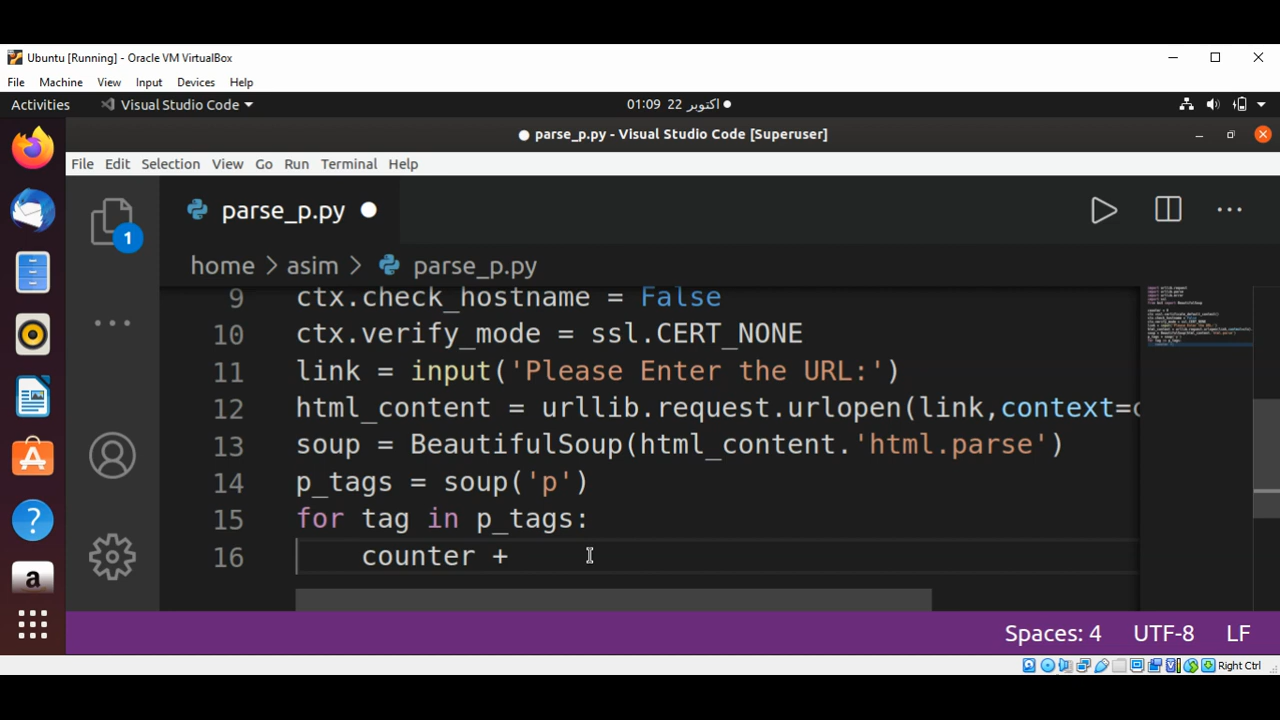 Ubuntu [Running] - Oracle VM VirtualBox
File Machine View Input Devices Help
Activities Visual Studio Code 01:09 22 اکتوبر
parse_p.py - Visual Studio Code [Superuser]
File Edit Selection View Go Run Terminal Help
parse_p.py
1
home > asim > parse_p.py
9 ctx.check_hostname = False
10 ctx.verify_mode = ssl.CERT_NONE
11 link = input('Please Enter the URL:')
12 html_content = urllib.request.urlopen(link,context=
13 soup = BeautifulSoup(html_content.'html.parse')
14 p_tags = soup('p')
15 for tag in p_tags:
16 counter +
a
Spaces: 4 UTF-8 LF
Right Ctrl